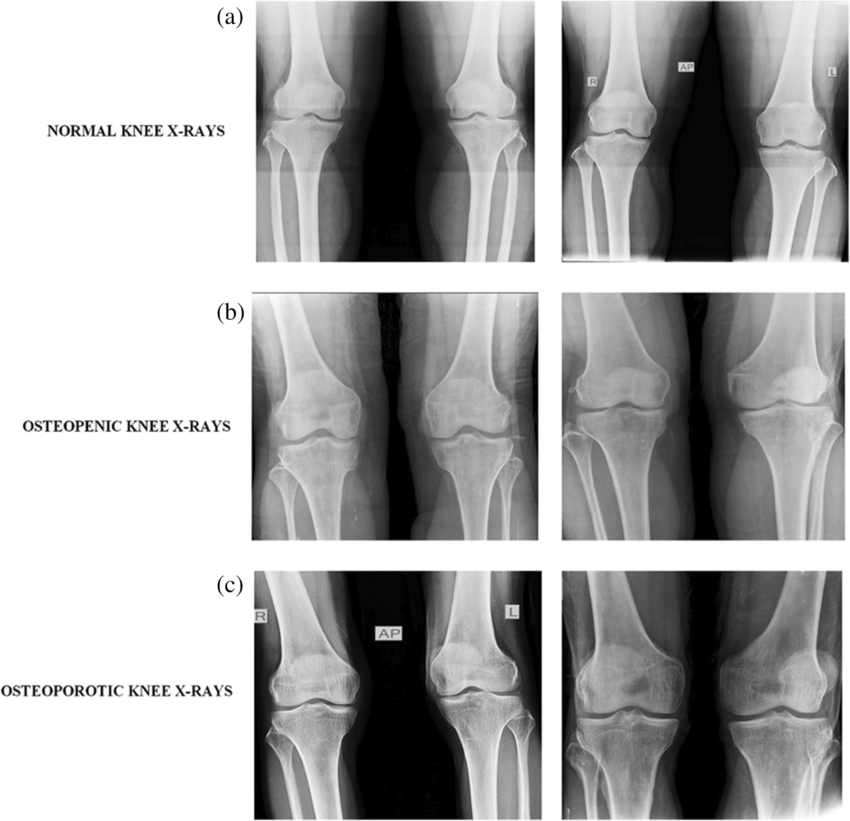 (a)
R
AP
L
NORMAL KNEE X-RAYS
(b)
OSTEOPENIC KNEE X-RAYS
(c)
R
AP
L
OSTEOPOROTIC KNEE X-RAYS